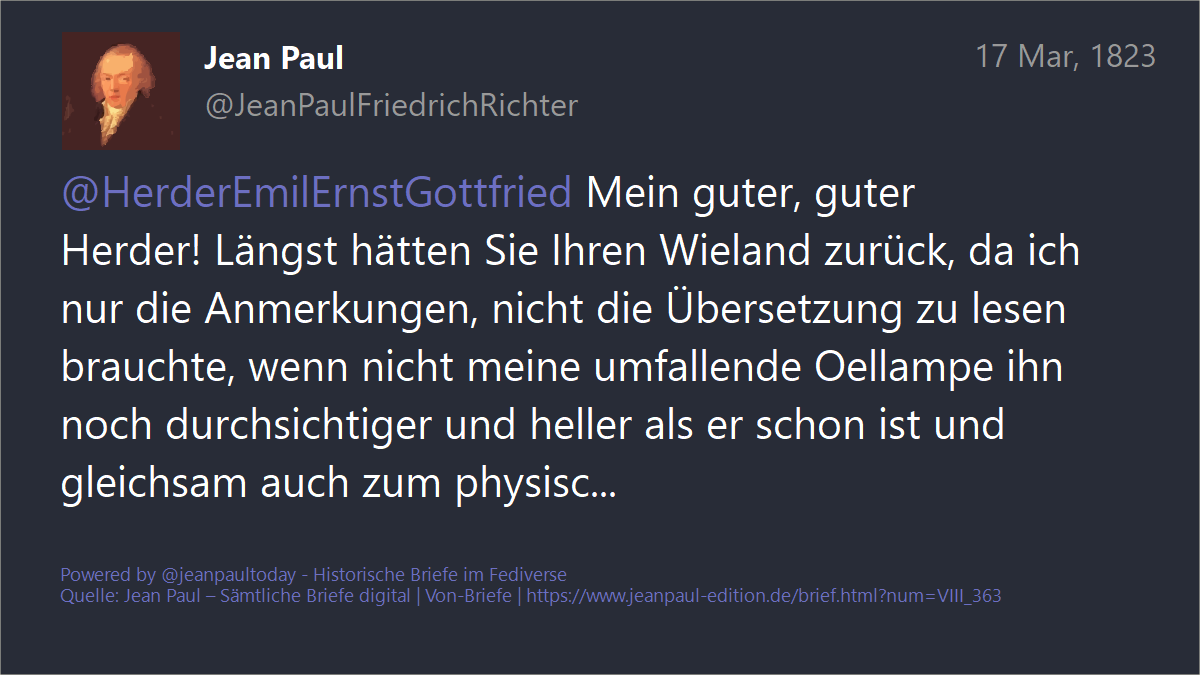 Jean Paul
17 Mar, 1823
@JeanPaulFriedrichRichter
@HerderEmilErnstGottfried Mein guter, guter
Herder! Längst hätten Sie Ihren Wieland zurück, da ich
nur die Anmerkungen, nicht die Übersetzung zu lesen
brauchte, wenn nicht meine umfallende Oellampe ihn
noch durchsichtiger und heller als er schon ist und
gleichsam auch zum physisc...
Powered by @jeanpaultoday - Historische Briefe im Fediverse
Quelle: Jean Paul – Sämtliche Briefe digital | Von-Briefe | https://www.jeanpaul-edition.de/brief.html?num=VIII_363